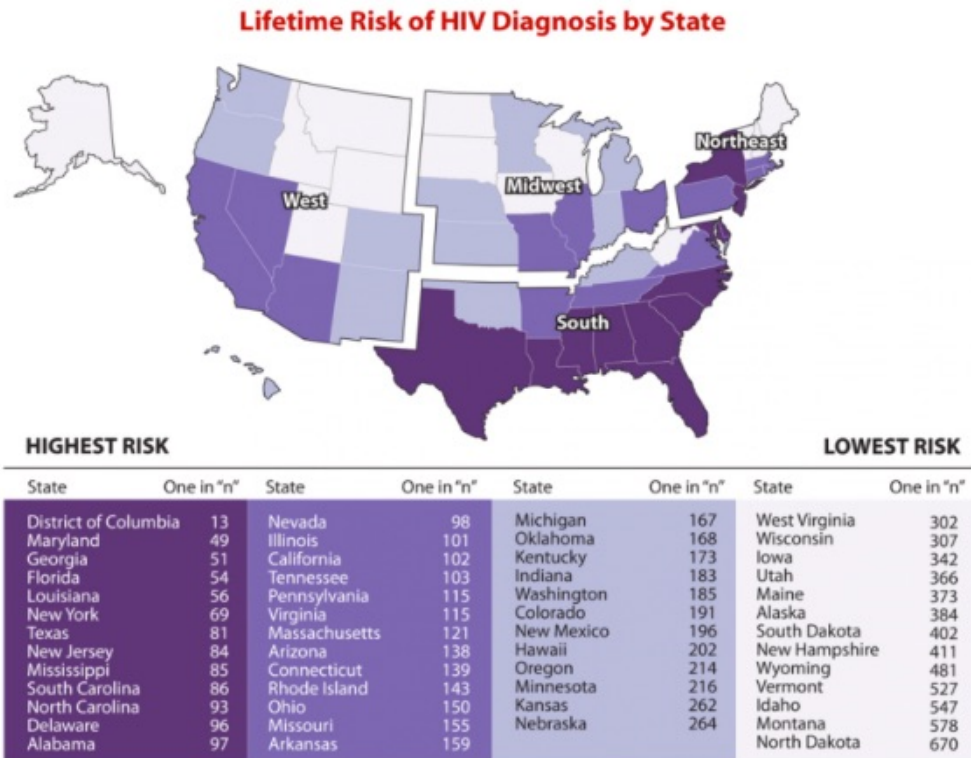 Lifetime Risk of HIV Diagnosis by State
Northeast
Midwest
West
South
HIGHEST RISK
LOWEST RISK
State One in "n" State One in "n" State One in "n" State One in "n"
District of Columbia 13 Nevada 98 Michigan 167 West Virginia 302
Maryland 49 Illinois 101 Oklahoma 168 Wisconsin 307
Georgia 51 California 102 Kentucky 173 Iowa 342
Florida 54 Tennessee 103 Indiana 183 Utah 366
Louisiana 56 Pennsylvania 115 Washington 185 Maine 373
New York 69 Virginia 115 Colorado 191 Alaska 384
Texas 81 Massachusetts 121 New Mexico 196 South Dakota 402
New Jersey 84 Arizona 138 Hawaii 202 New Hampshire 411
Mississippi 85 Connecticut 139 Oregon 214 Wyoming 481
South Carolina 86 Rhode Island 143 Minnesota 216 Vermont 527
North Carolina 93 Ohio 150 Kansas 262 Idaho 547
Delaware 96 Missouri 155 Nebraska 264 Montana 578
Alabama 97 Arkansas 159 North Dakota 670